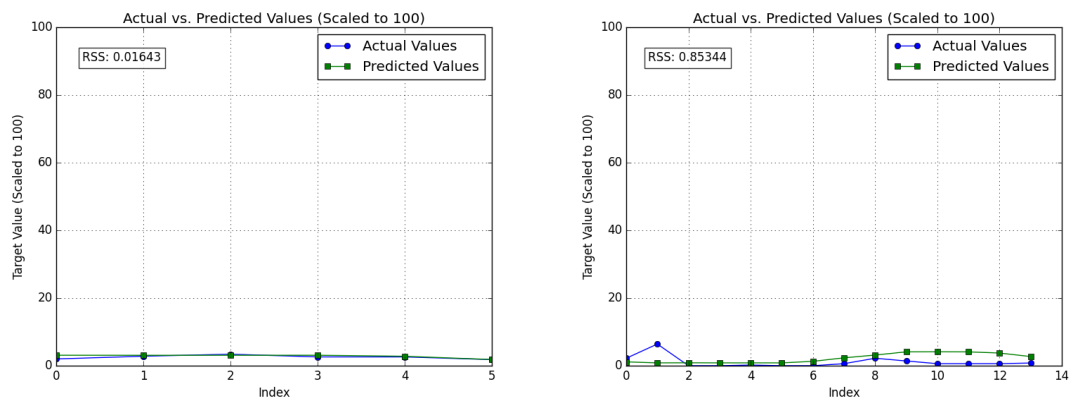 Actual vs. Predicted Values (Scaled to 100)
100
80
60
40
20
0
Target Value (Scaled to 100)
RSS: 0.01643
Actual Values
Predicted Values
0 1 2 3 4 5
Index
Actual vs. Predicted Values (Scaled to 100)
100
80
60
40
20
0
Target Value (Scaled to 100)
RSS: 0.85344
Actual Values
Predicted Values
0 2 4 6 8 10 12 14
Index